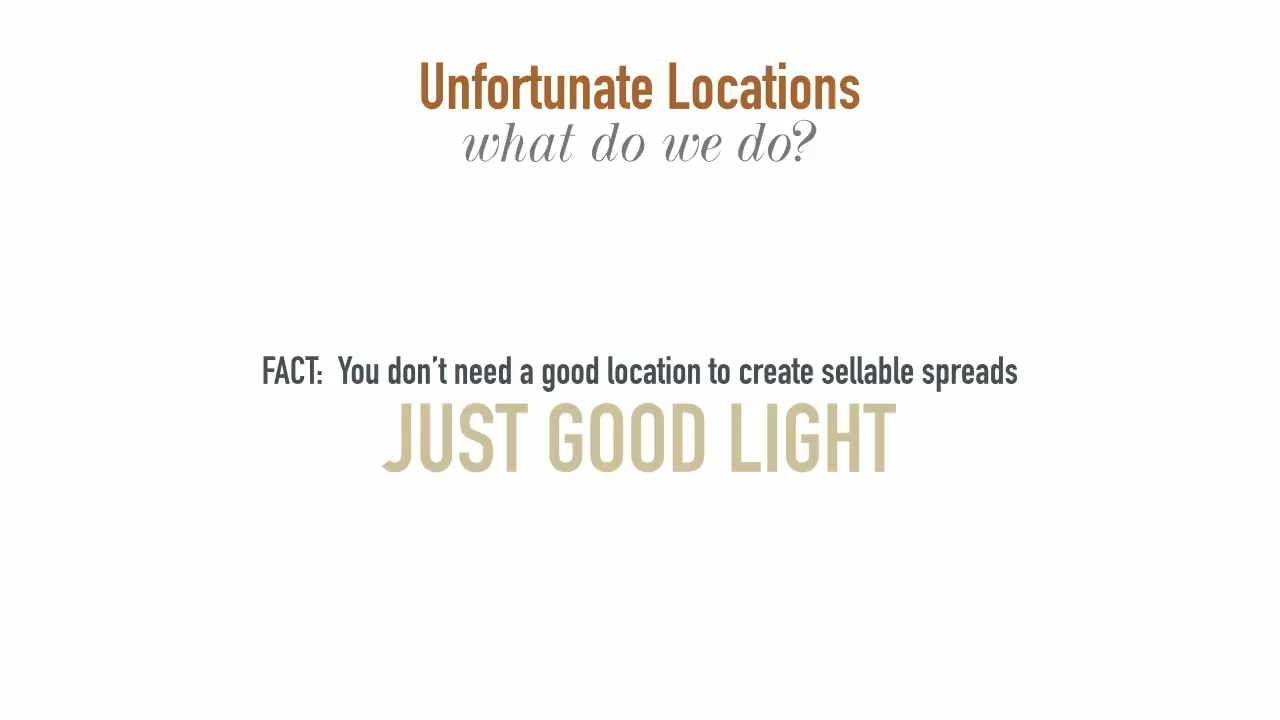 Unfortunate Locations
what do we do?
FACT:  You don’t need a good location to create sellable spreads
JUST GOOD LIGHT